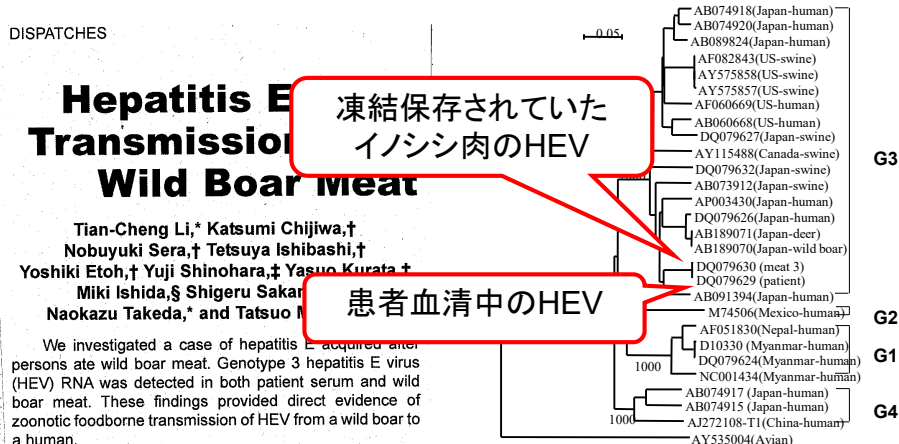 DISPATCHES
Hepatitis E
Transmission
Wild Boar Meat
Tian-Cheng Li,* Katsumi Chijiwa,†
Nobuyuki Sera,† Tetsuya Ishibashi,†
Yoshiki Etoh,† Yuji Shinohara,‡ Yasuo Kurata,†
Miki Ishida,§ Shigeru
Naokazu Takeda,* and Tatsuo
We investigated a case of hepatitis E acquired after
persons ate wild boar meat. Genotype 3 hepatitis E virus
(HEV) RNA was detected in both patient serum and wild
boar meat. These findings provided direct evidence of
zoonotic foodborne transmission of HEV from a wild boar to
a human.
凍結保存されていた
イノシシ肉のHEV
患者血清中のHEV
0.05
AB074918(Japan-human)
AB074920(Japan-human)
AB089824(Japan-human)
AF082843(US-swine)
AY575858(US-swine)
AY575857(US-swine)
AF060669(US-human)
AB060668(US-human)
DQ079627(Japan-swine)
AY115488(Canada-swine)
DQ079632(Japan-swine)
AB073912(Japan-swine)
AP003430(Japan-human)
DQ079626(Japan-human)
AB189071(Japan-deer)
AB189070(Japan-wild boar)
DQ079630 (meat 3)
DQ079629 (patient)
AB091394(Japan-human)
G3
M74506(Mexico-human)
G2
AF051830(Nepal-human)
D10330 (Myanmar-human)
DQ079624(Myanmar-human)
NC001434(Myanmar-human)
G1
1000
AB074917 (Japan-human)
AB074915 (Japan-human)
AJ272108-T1(China-human)
G4
1000
AY535004(Avian)